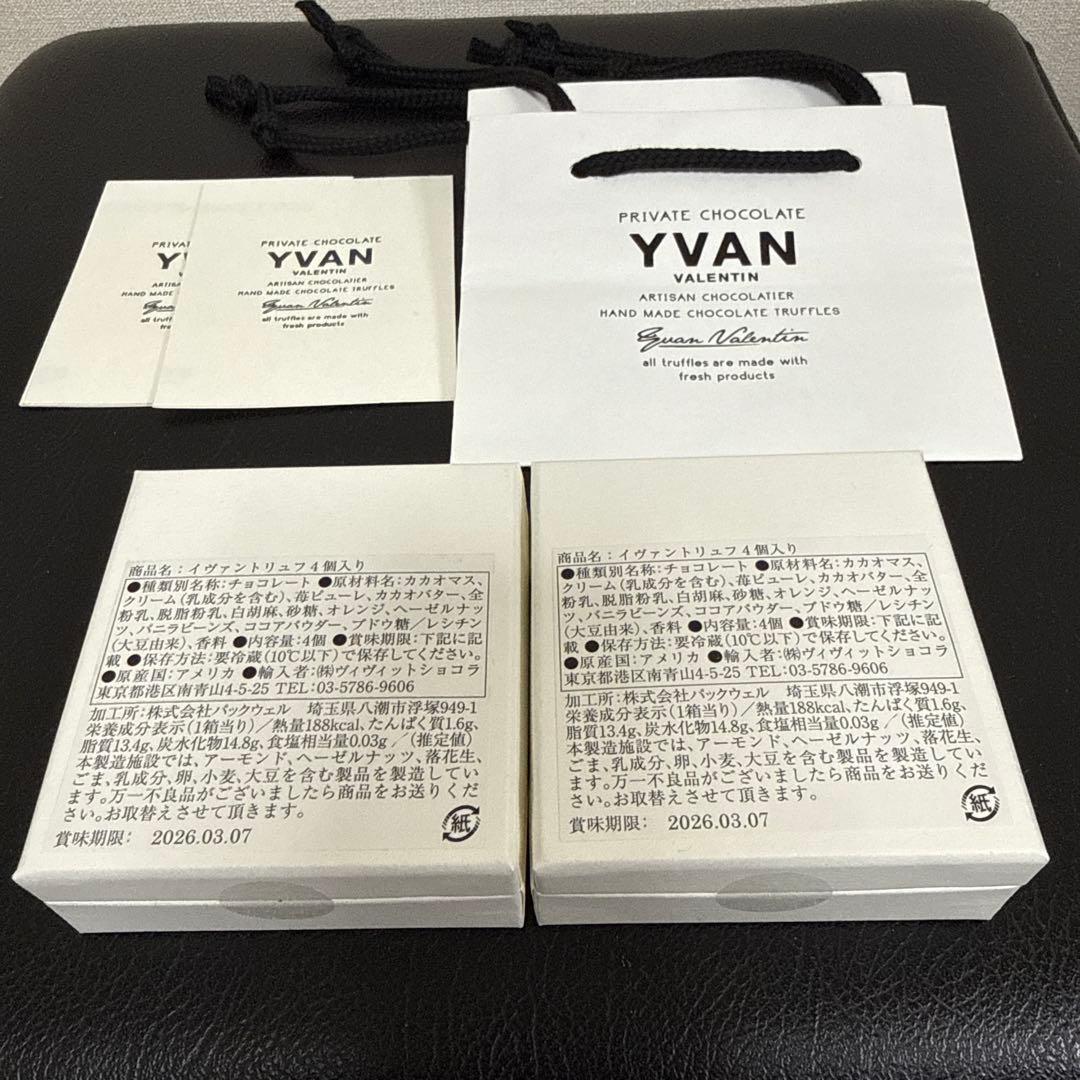 PRIVATE CHOCOLATE
YVAN
VALENTIN
ARTISAN CHOCOLATIER
HAND MADE CHOCOLATE TRUFFLES
Yvan Valentin
all truffles are made with
fresh products
PRIVATE CHOCOLATE
YVAN
VALENTIN
ARTISAN CHOCOLATIER
HAND MADE CHOCOLATE TRUFFLES
Yvan Valentin
all truffles are made with
fresh products
ARTISAN
HAND MADE
all truffles
商品名:イヴァントリュフ4個入り
●種類別名称:チョコレート ●原材料名:カカオマス、
クリーム(乳成分を含む)、苺ピューレ、カカオバター、全
粉乳、脱脂粉乳、白胡麻、砂糖、オレンジ、ヘーゼルナッ
ツ、バニラビーンズ、ココアパウダー、ブドウ糖/レシチン
(大豆由来)、香料 ●内容量:4個 ●賞味期限:下記に記
載 ●保存方法:要冷蔵(10℃以下)で保存してください。
●原産国:アメリカ ●輸入者:㈱ヴィヴィットショコラ
東京都港区南青山4-5-25 TEL:03-5786-9606
加工所:株式会社パックウェル 埼玉県八潮市浮塚949-1
栄養成分表示(1箱当り)/熱量188kcal、たんぱく質1.6g、
脂質13.4g、炭水化物14.8g、食塩相当量0.03g/(推定値)
本製造施設では、アーモンド、ヘーゼルナッツ、落花生、
ごま、乳成分、卵、小麦、大豆を含む製品を製造してい
ます。万一不良品がございましたら商品をお送りくだ
さい。お取替えさせて頂きます。
賞味期限: 2026.03.07
紙
商品名:イヴァントリュフ4個入り
●種類別名称:チョコレート ●原材料名:カカオマス、
クリーム(乳成分を含む)、苺ピューレ、カカオバター、全
粉乳、脱脂粉乳、白胡麻、砂糖、オレンジ、ヘーゼルナッ
ツ、バニラビーンズ、ココアパウダー、ブドウ糖/レシチン
(大豆由来)、香料 ●内容量:4個 ●賞味期限:下記に記
載 ●保存方法:要冷蔵(10℃以下)で保存してください。
●原産国:アメリカ ●輸入者:㈱ヴィヴィットショコラ
東京都港区南青山4-5-25 TEL:03-5786-9606
加工所:株式会社パックウェル 埼玉県八潮市浮塚949-1
栄養成分表示(1箱当り)/熱量188kcal、たんぱく質1.6g、
脂質13.4g、炭水化物14.8g、食塩相当量0.03g/(推定値)
本製造施設では、アーモンド、ヘーゼルナッツ、落花生、
ごま、乳成分、卵、小麦、大豆を含む製品を製造してい
ます。万一不良品がございましたら商品をお送りくだ
さい。お取替えさせて頂きます。
賞味期限: 2026.03.07
紙